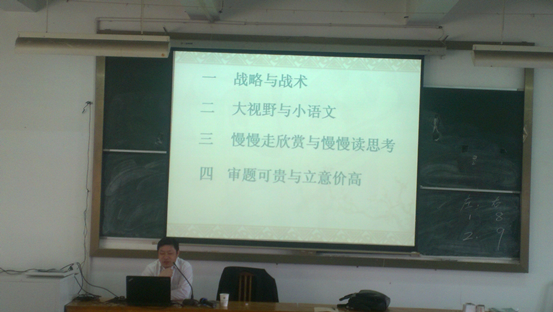 一 战略与战术
二 大视野与小语文
三 慢慢走欣赏与慢慢读思考
四 审题可贵与立意价高